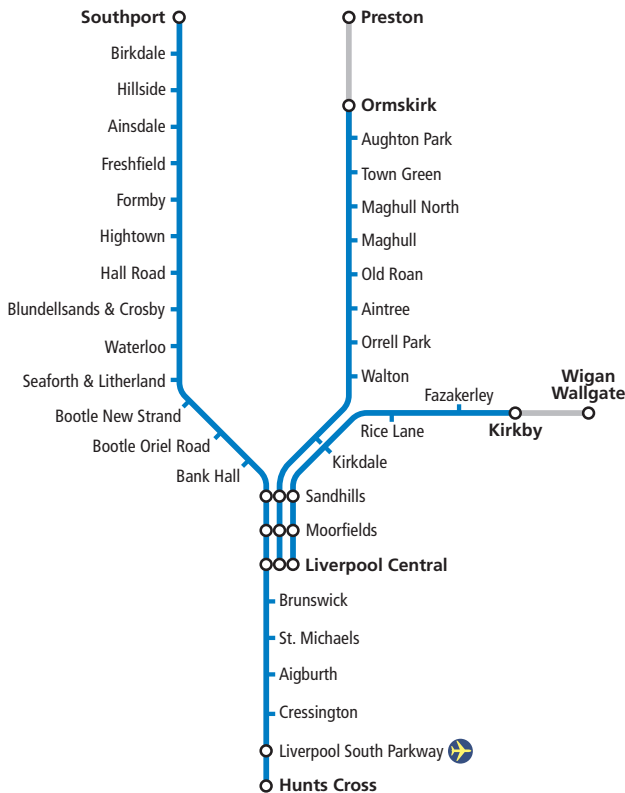 Southport
Birkdale
Hillside
Ainsdale
Freshfield
Formby
Hightown
Hall Road
Blundellsands & Crosby
Waterloo
Seaforth & Litherland
Bootle New Strand
Bootle Oriel Road
Bank Hall
Preston
Ormskirk
Aughton Park
Town Green
Maghull North
Maghull
Old Roan
Aintree
Orrell Park
Walton
Wigan
Wallgate
Kirkby
Fazakerley
Rice Lane
Kirkdale
Sandhills
Moorfields
Liverpool Central
Brunswick
St. Michaels
Aigburth
Cressington
Liverpool South Parkway
Hunts Cross